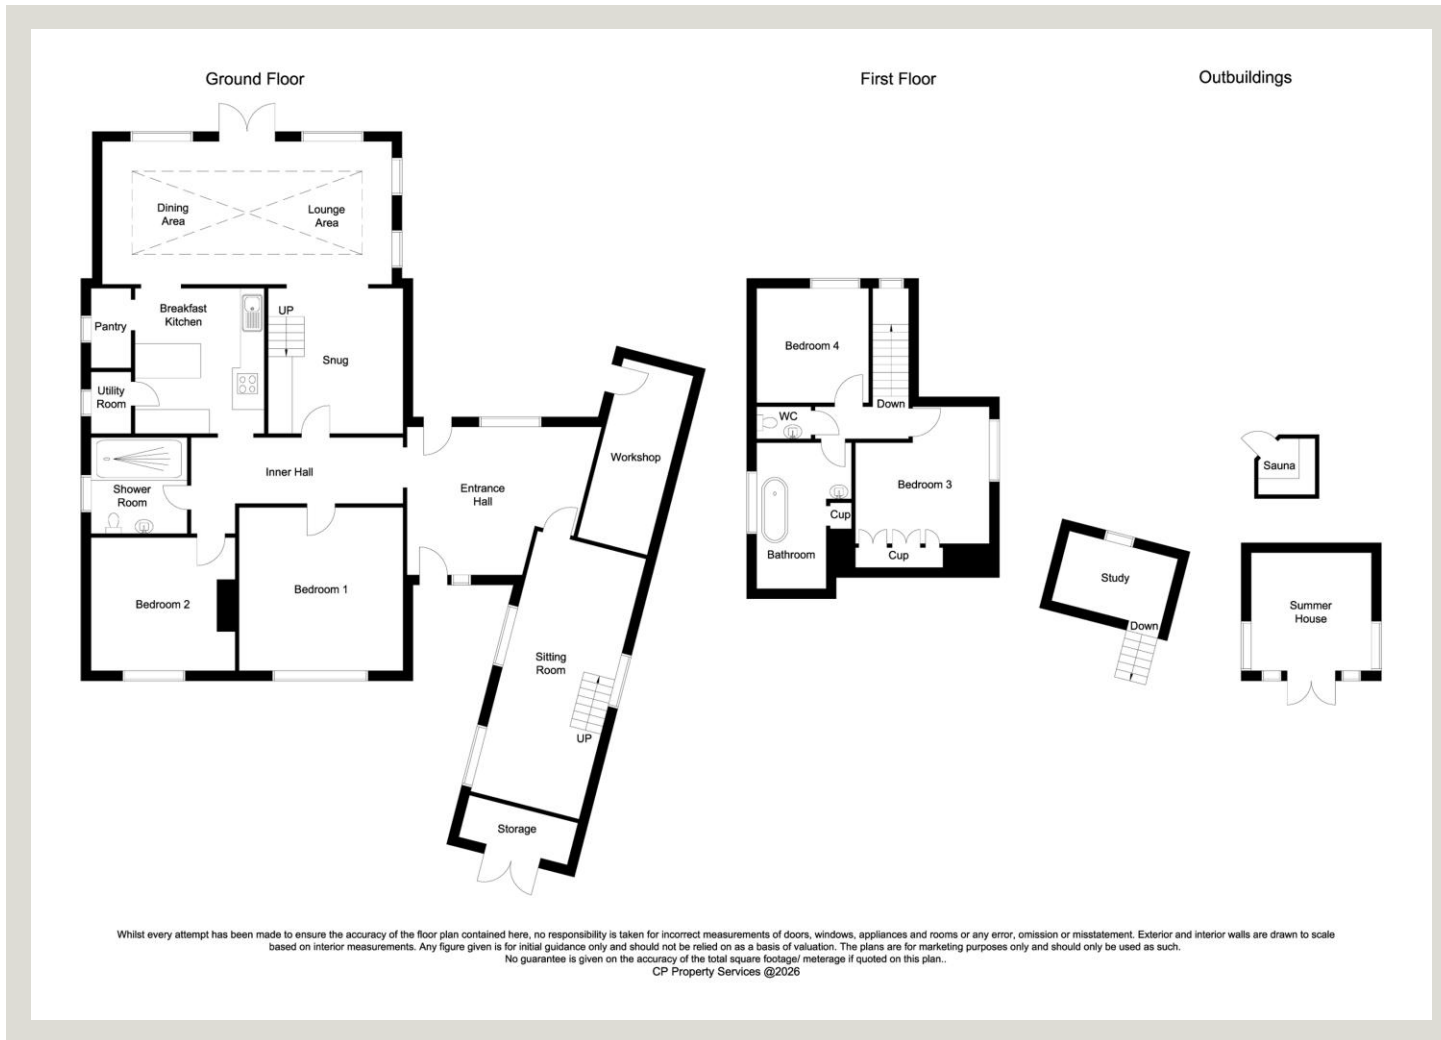 Ground Floor
First Floor
Outbuildings
Dining
Area
Lounge
Area
Breakfast
Kitchen
UP
Pantry
Snug
Utility
Room
Inner Hall
Shower
Room
Entrance
Hall
Workshop
Bedroom 1
Bedroom 2
Sitting
Room
UP
Storage
Bedroom 4
Down
WC
Bedroom 3
Cup
Bathroom
Cup
Sauna
Study
Down
Summer
House
Whilst every attempt has been made to ensure the accuracy of the floor plan contained here, no responsibility is taken for incorrect measurements of doors, windows, appliances and rooms or any error, omission or misstatement. Exterior and interior walls are drawn to scale
based on interior measurements. Any figure given is for initial guidance only and should not be relied on as a basis of valuation. The plans are for marketing purposes only and should only be used as such.
No guarantee is given on the accuracy of the total square footage/ meterage if quoted on this plan..
CP Property Services @2026